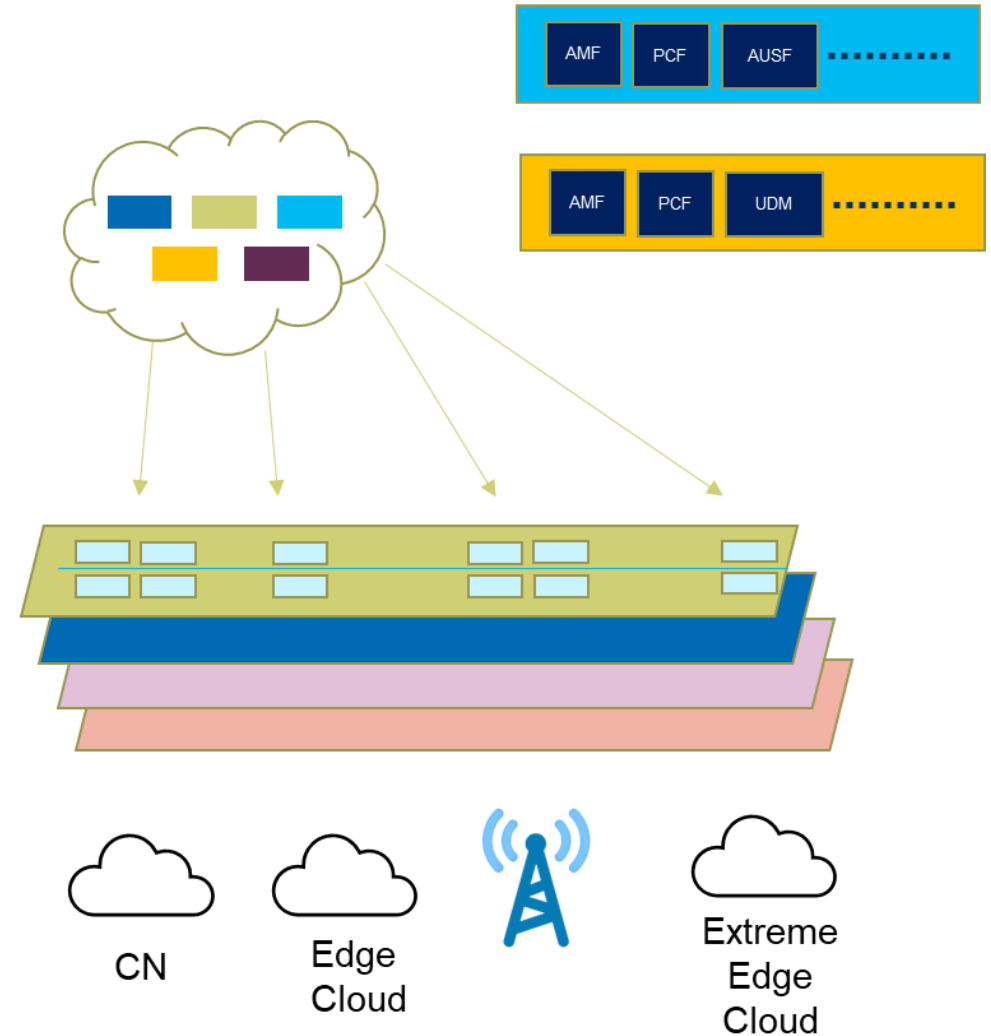 AMF PCF AUSF
AMF PCF UDM
CN
Edge
Cloud
Extreme
Edge
Cloud